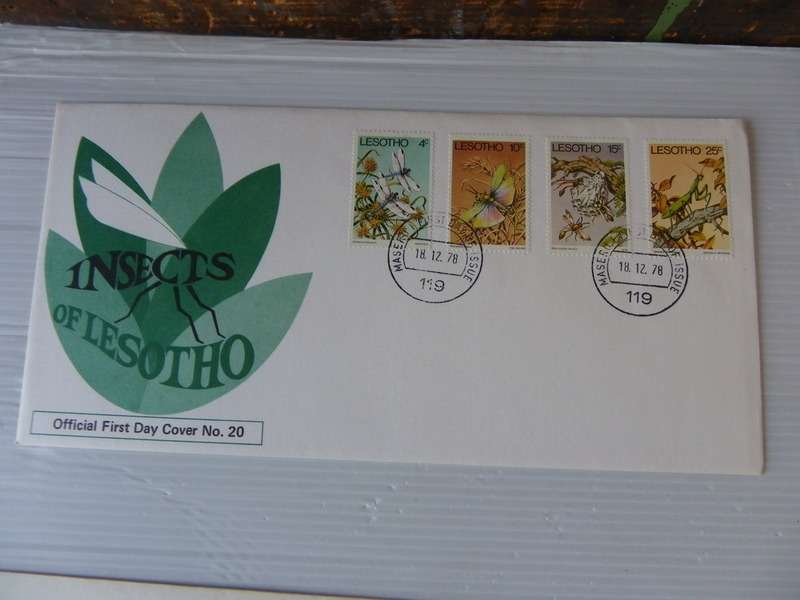 LESOTHO 4c
LESOTHO 10c
LESOTHO 15c
LESOTHO 25c
INSECTS
OF LESOTHO
Official First Day Cover No. 20
MASERU ISSUE
18.12.78
119
ISSUE
18.12.78
119